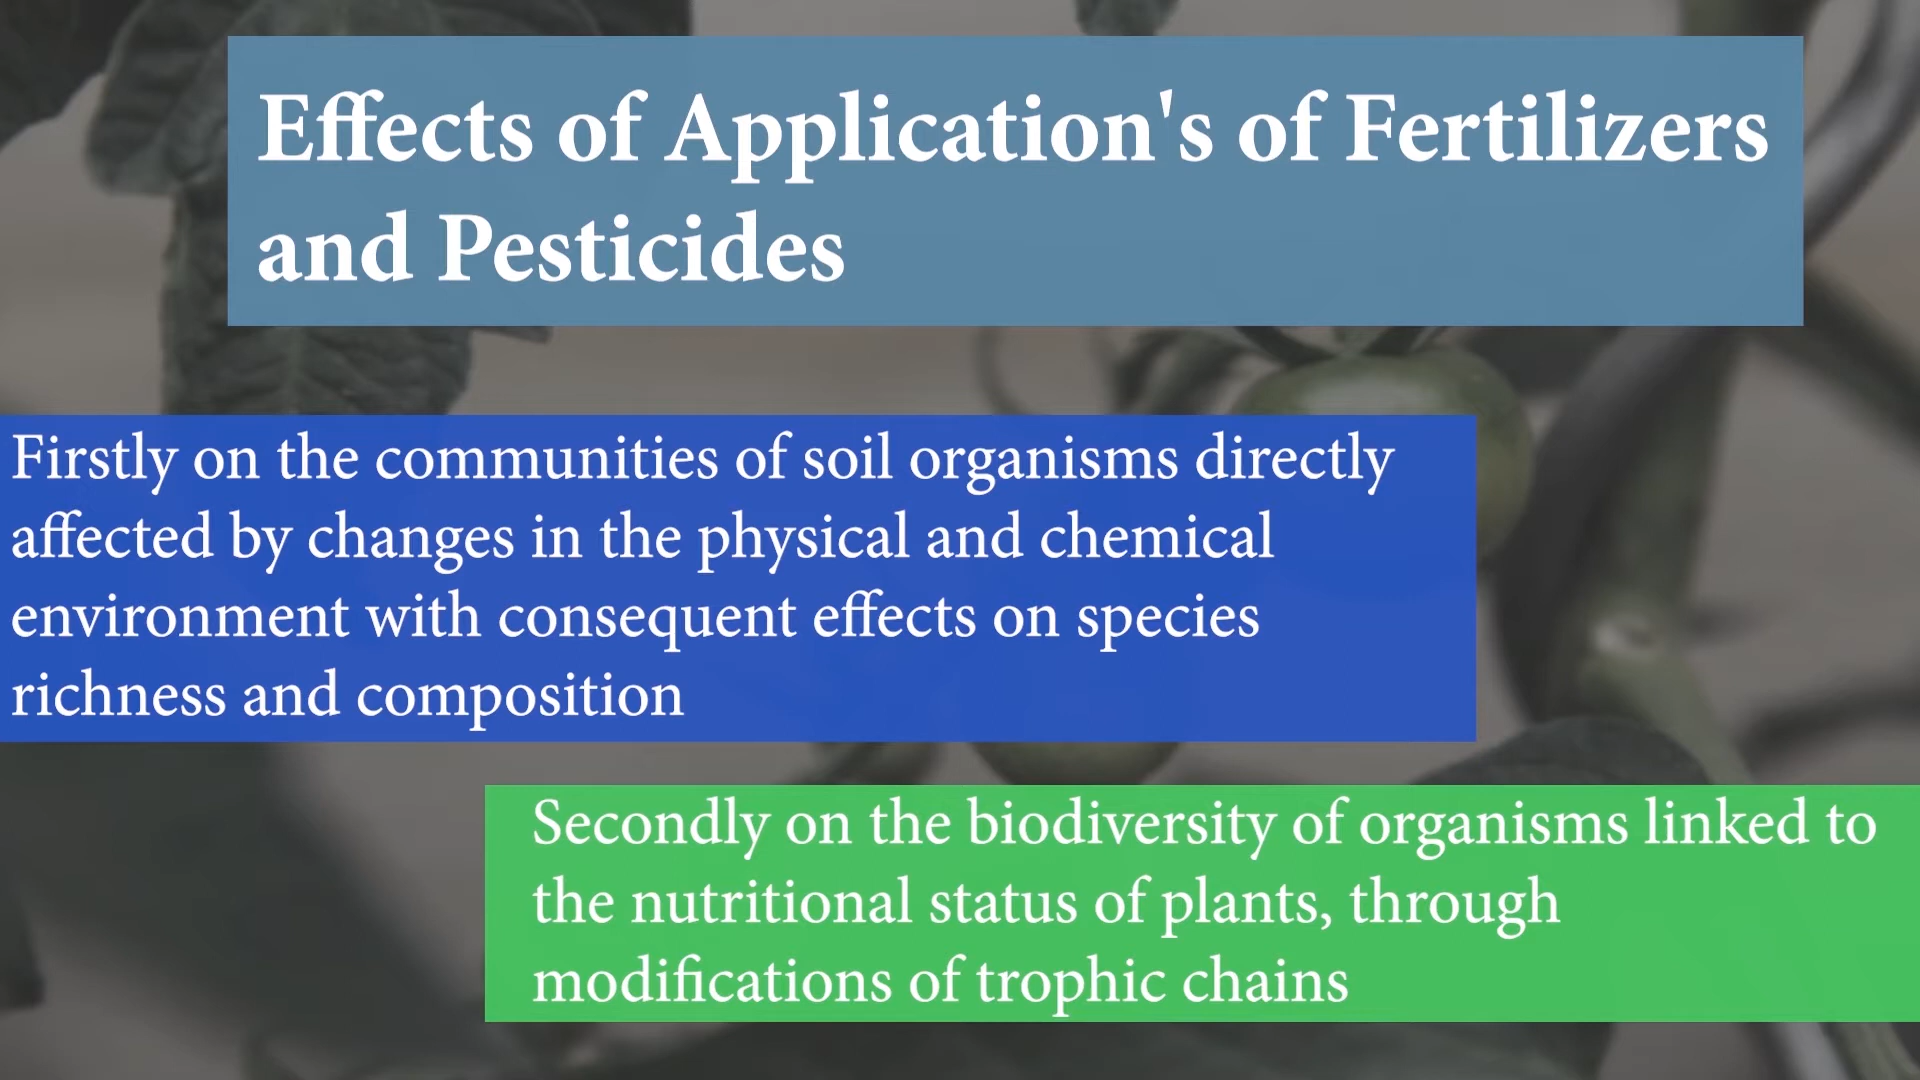 Effects of Application's of Fertilizers
and Pesticides
Firstly on the communities of soil organisms directly
affected by changes in the physical and chemical
environment with consequent effects on species
richness and composition
Secondly on the biodiversity of organisms linked to
the nutritional status of plants, through
modifications of trophic chains